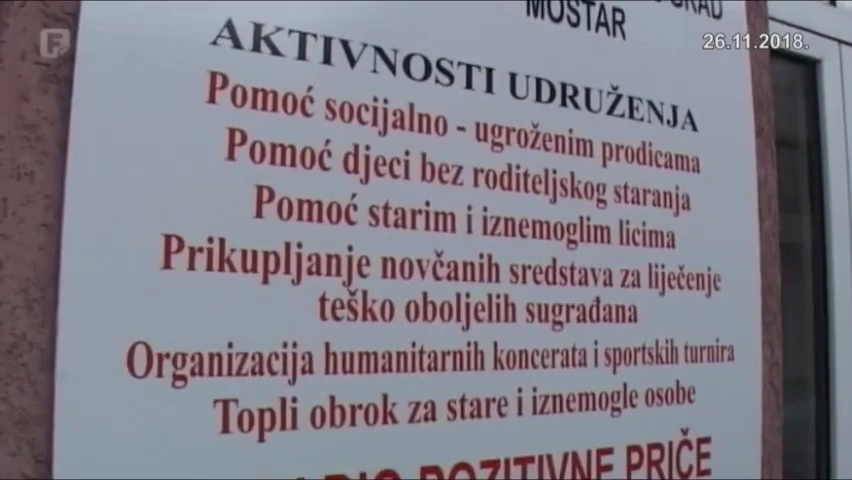 MOSTAR
26.11.2018.
AKTIVNOSTI UDRUŽENJA
Pomoć socijalno - ugroženim prodicama
Pomoć djeci bez roditeljskog staranja
Pomoć starim i iznemoglim licima
Prikupljanje novčanih sredstava za liječenje
teško oboljelih sugrađana
Organizacija humanitarnih koncerata i sportskih turnira
Topli obrok za stare i iznemogle osobe
POZITIVNE PRIČE